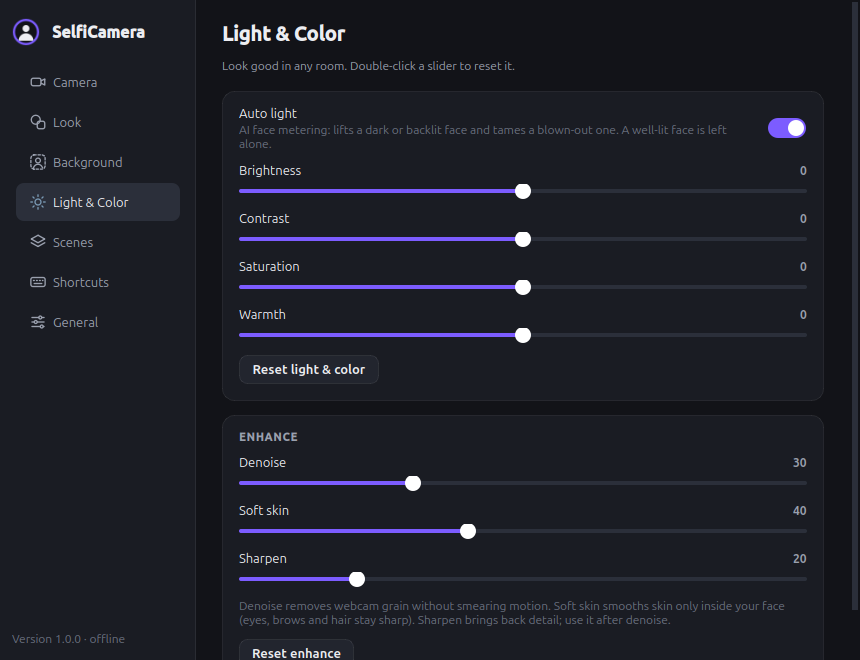 SelfiCamera
Camera
Look
Background
Light & Color
Scenes
Shortcuts
General
Version 1.0.0 · offline
Light & Color
Look good in any room. Double-click a slider to reset it.
Auto light
AI face metering: lifts a dark or backlit face and tames a blown-out one. A well-lit face is left
alone.
Brightness 0
Contrast 0
Saturation 0
Warmth 0
Reset light & color
ENHANCE
Denoise 30
Soft skin 40
Sharpen 20
Denoise removes webcam grain without smearing motion. Soft skin smooths skin only inside your face
(eyes, brows and hair stay sharp). Sharpen brings back detail; use it after denoise.
Reset enhance